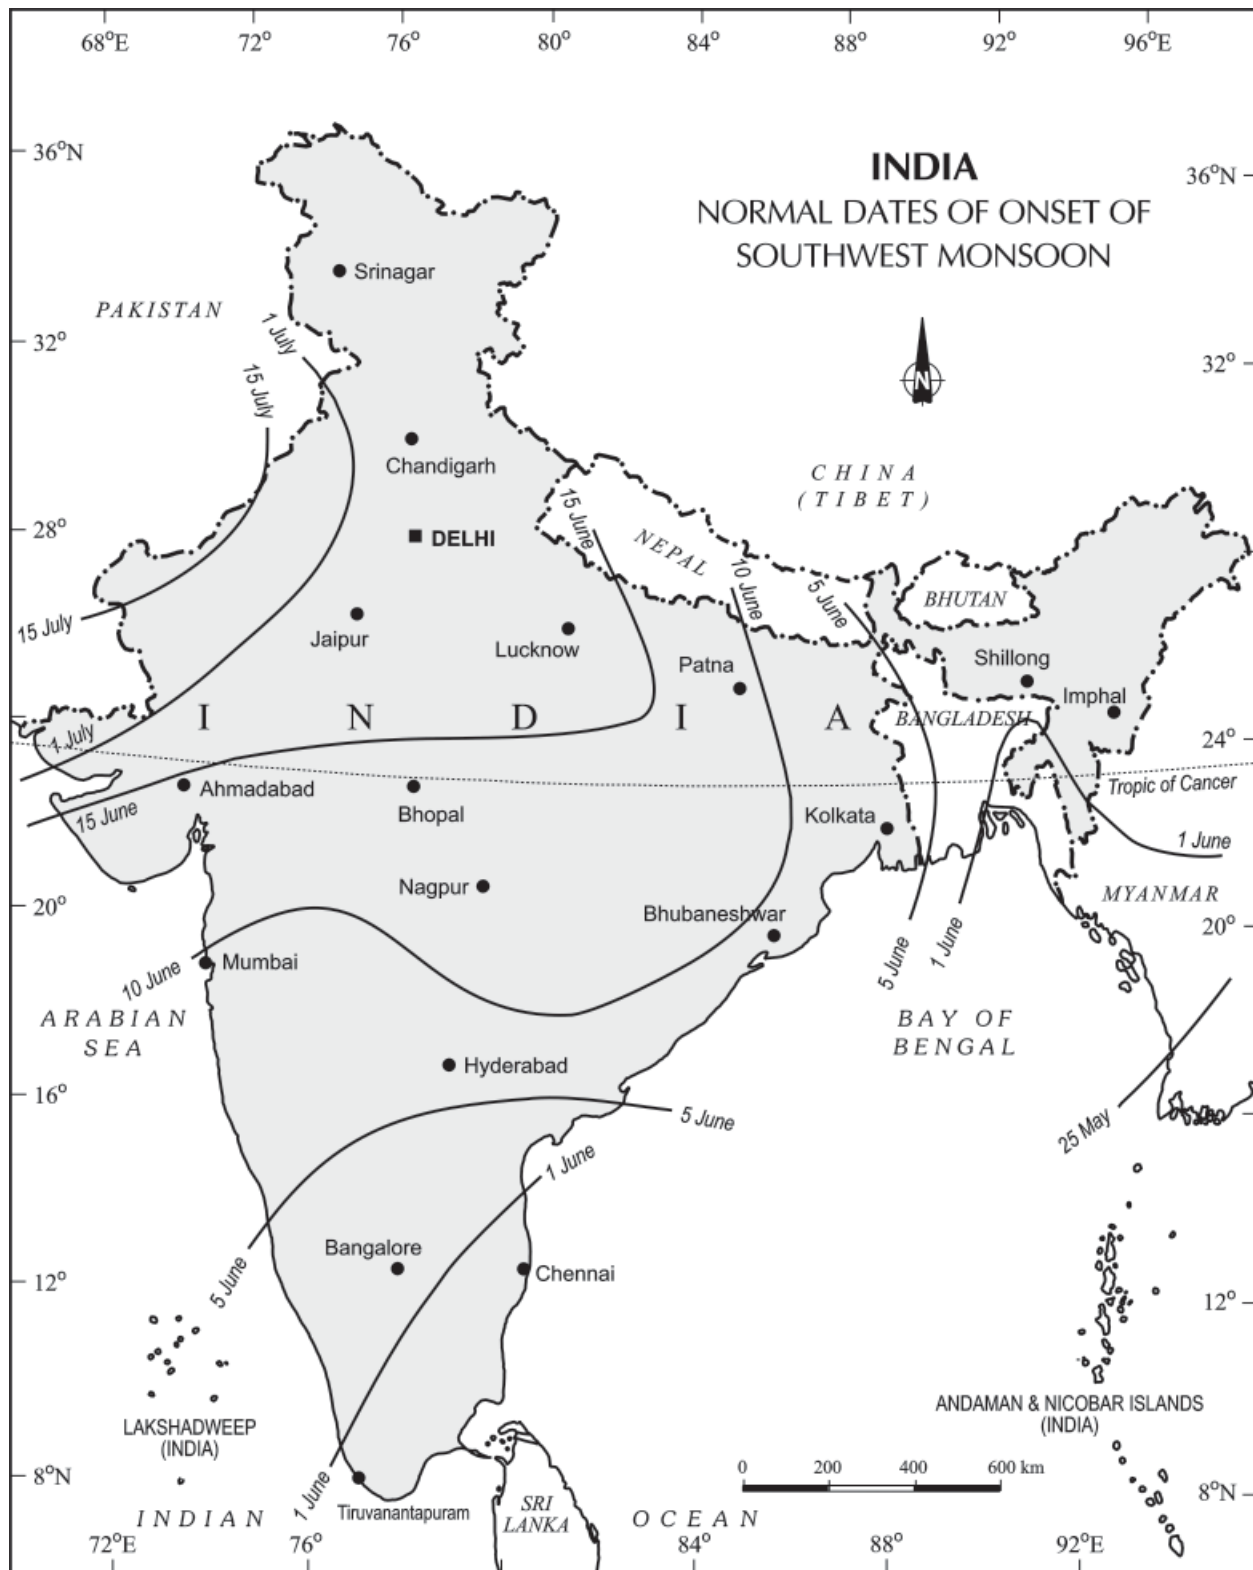 68°E 72° 76° 80° 84° 88° 92° 96°E
36°N
INDIA
36°N
NORMAL DATES OF ONSET OF
SOUTHWEST MONSOON
Srinagar
PAKISTAN
1 July
32°
32°
15 July
N
Chandigarh
CHINA
(TIBET)
28°
DELHI
15 June
NEPAL
10 June
5 June
BHUTAN
15 July
Jaipur
Lucknow
Patna
Shillong
Imphal
I N D I A
BANGLADESH
1 July
24°
Ahmadabad
Tropic of Cancer
15 June
Bhopal
Kolkata
1 June
Nagpur
MYANMAR
20°
Bhubaneshwar
20°
10 June
Mumbai
5 June
1 June
ARABIAN
SEA
BAY OF
BENGAL
Hyderabad
16°
5 June
25 May
1 June
Bangalore
5 June
Chennai
12°
12°
LAKSHADWEEP
(INDIA)
ANDAMAN & NICOBAR ISLANDS
(INDIA)
8°N
0 200 400 600 km
8°N
1 June
Tiruvanantapuram
SRI
LANKA
INDIAN OCEAN
72°E 76° 84° 88° 92°E